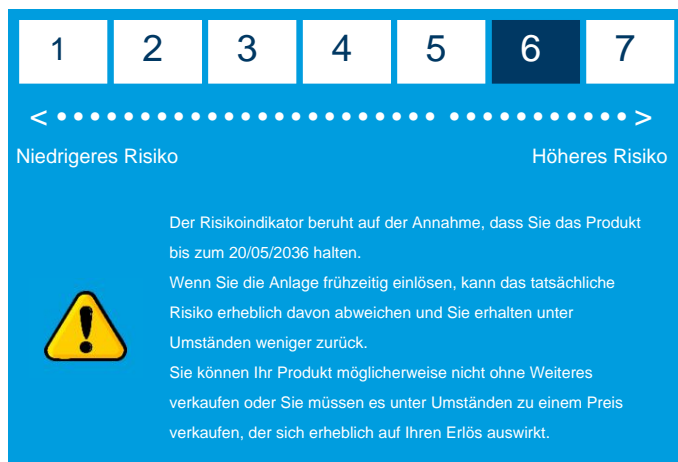 1 2 3 4 5 6 7
< >
Niedrigeres Risiko Höheres Risiko
Der Risikoindikator beruht auf der Annahme, dass Sie das Produkt
bis zum 20/05/2036 halten.
Wenn Sie die Anlage frühzeitig einlösen, kann das tatsächliche
Risiko erheblich davon abweichen und Sie erhalten unter
Umständen weniger zurück.
Sie können Ihr Produkt möglicherweise nicht ohne Weiteres
verkaufen oder Sie müssen es unter Umständen zu einem Preis
verkaufen, der sich erheblich auf Ihren Erlös auswirkt.